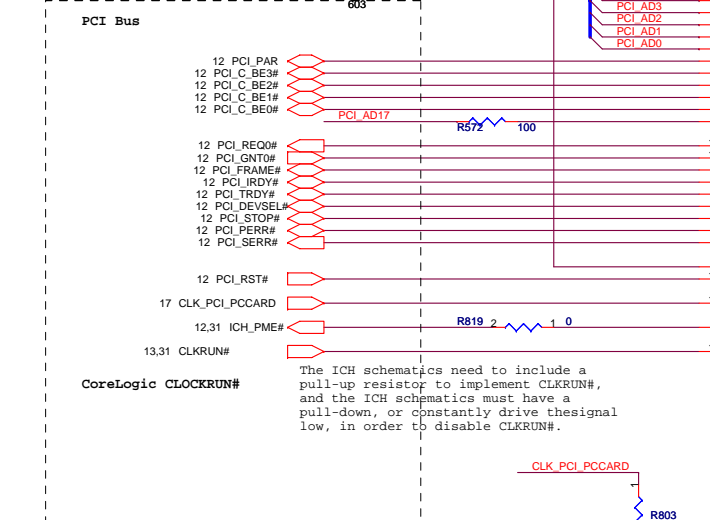 603
PCI Bus
PCI_AD3
PCI_AD2
PCI_AD1
PCI_AD0
12 PCI_PAR
12 PCI_C_BE3#
12 PCI_C_BE2#
12 PCI_C_BE1#
12 PCI_C_BE0#
PCI_AD17
R572 100
12 PCI_REQ0#
12 PCI_GNT0#
12 PCI_FRAME#
12 PCI_IRDY#
12 PCI_TRDY#
12 PCI_DEVSEL#
12 PCI_STOP#
12 PCI_PERR#
12 PCI_SERR#
12 PCI_RST#
17 CLK_PCI_PCCARD
12,31 ICH_PME#
R819 2 1 0
13,31 CLKRUN#
CoreLogic CLOCKRUN#
The ICH schematics need to include a
pull-up resistor to implement CLKRUN#,
and the ICH schematics must have a
pull-down, or constantly drive thesignal
low, in order to disable CLKRUN#.
CLK_PCI_PCCARD
1
R803